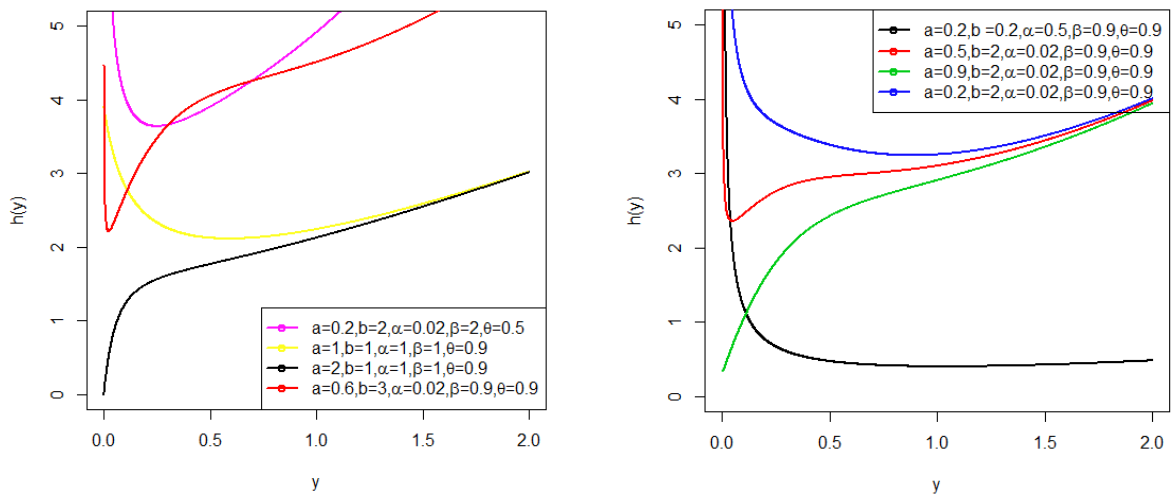 h(y)
5
4
3
2
1
0
a=0.2,b=2,α=0.02,β=2,θ=0.5
a=1,b=1,α=1,β=1,θ=0.9
a=2,b=1,α=1,β=1,θ=0.9
a=0.6,b=3,α=0.02,β=0.9,θ=0.9
0.0 0.5 1.0 1.5 2.0
y
h(y)
5
4
3
2
1
0
a=0.2,b =0.2,α=0.5,β=0.9,θ=0.9
a=0.5,b=2,α=0.02,β=0.9,θ=0.9
a=0.9,b=2,α=0.02,β=0.9,θ=0.9
a=0.2,b=2,α=0.02,β=0.9,θ=0.9
0.0 0.5 1.0 1.5 2.0
y